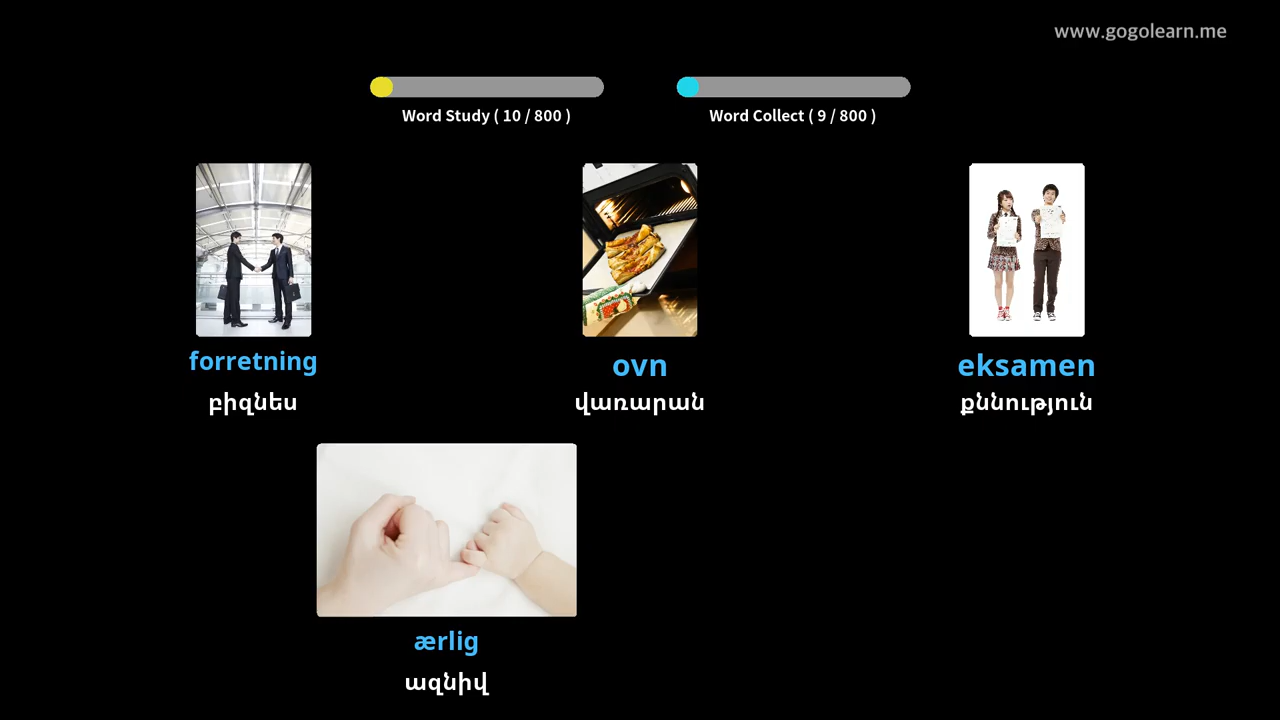 www.gogolearn.me
Word Study ( 10 / 800 )
Word Collect ( 9 / 800 )
forretning
բիզնես
ovn
վառարան
eksamen
քննություն
ærlig
ազնիվ